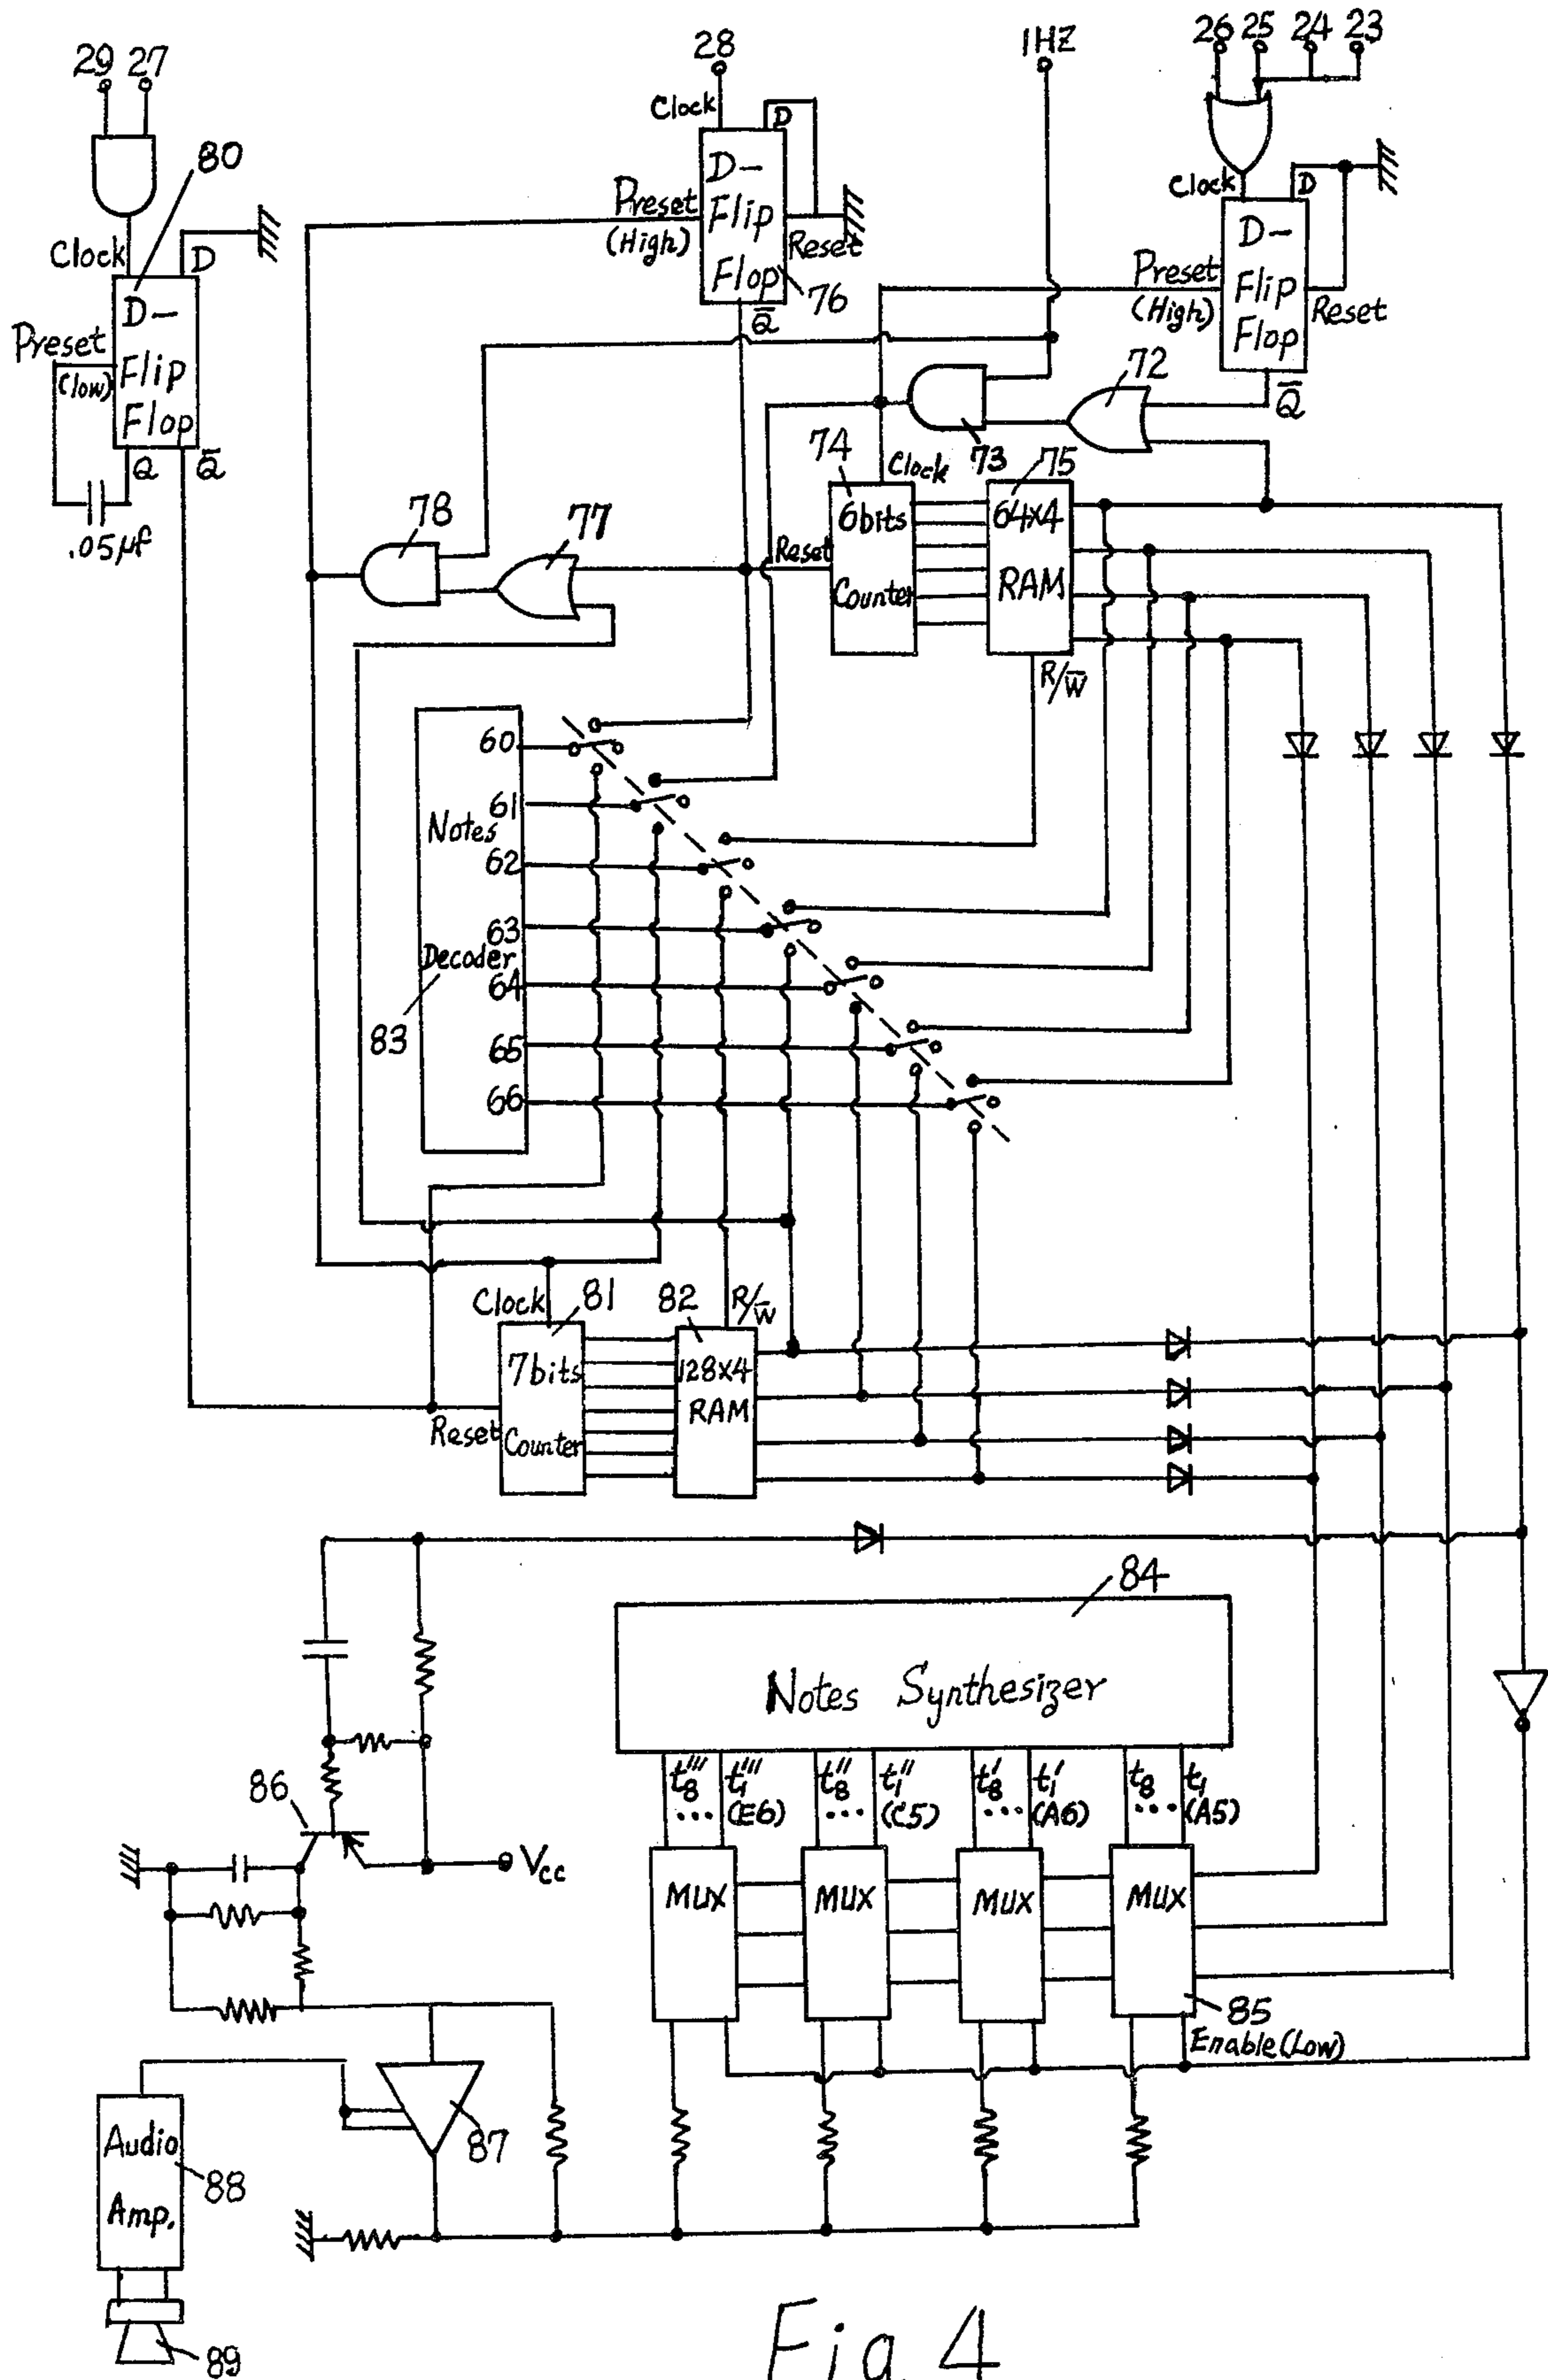 29 27
28
1HZ
26 25 24 23
80
Clock
D
D-
Flip
Flop
Preset
(High)
Reset
76
Q̅
Clock
D
D-
Flip
Flop
Preset
(High)
Reset
Q̅
Clock
D
D-
Flip
Flop
Preset
(low)
Q
Q̅
.05μf
72
73
74
Clock
75
6bits
Counter
Reset
64x4
RAM
R/W̅
78
77
60
61
Notes
62
63
Decoder
64
83
65
66
Clock
81
82
R/W̅
7bits
Counter
Reset
128x4
RAM
84
Notes Synthesizer
t8''' ... t1''' (E6)
t8'' ... t1'' (C5)
t8' ... t1' (A6)
t8 ... t1 (A5)
86
Vcc
MUX
MUX
MUX
MUX
85
Enable(Low)
87
Audio
Amp.
88
89
Fig 4